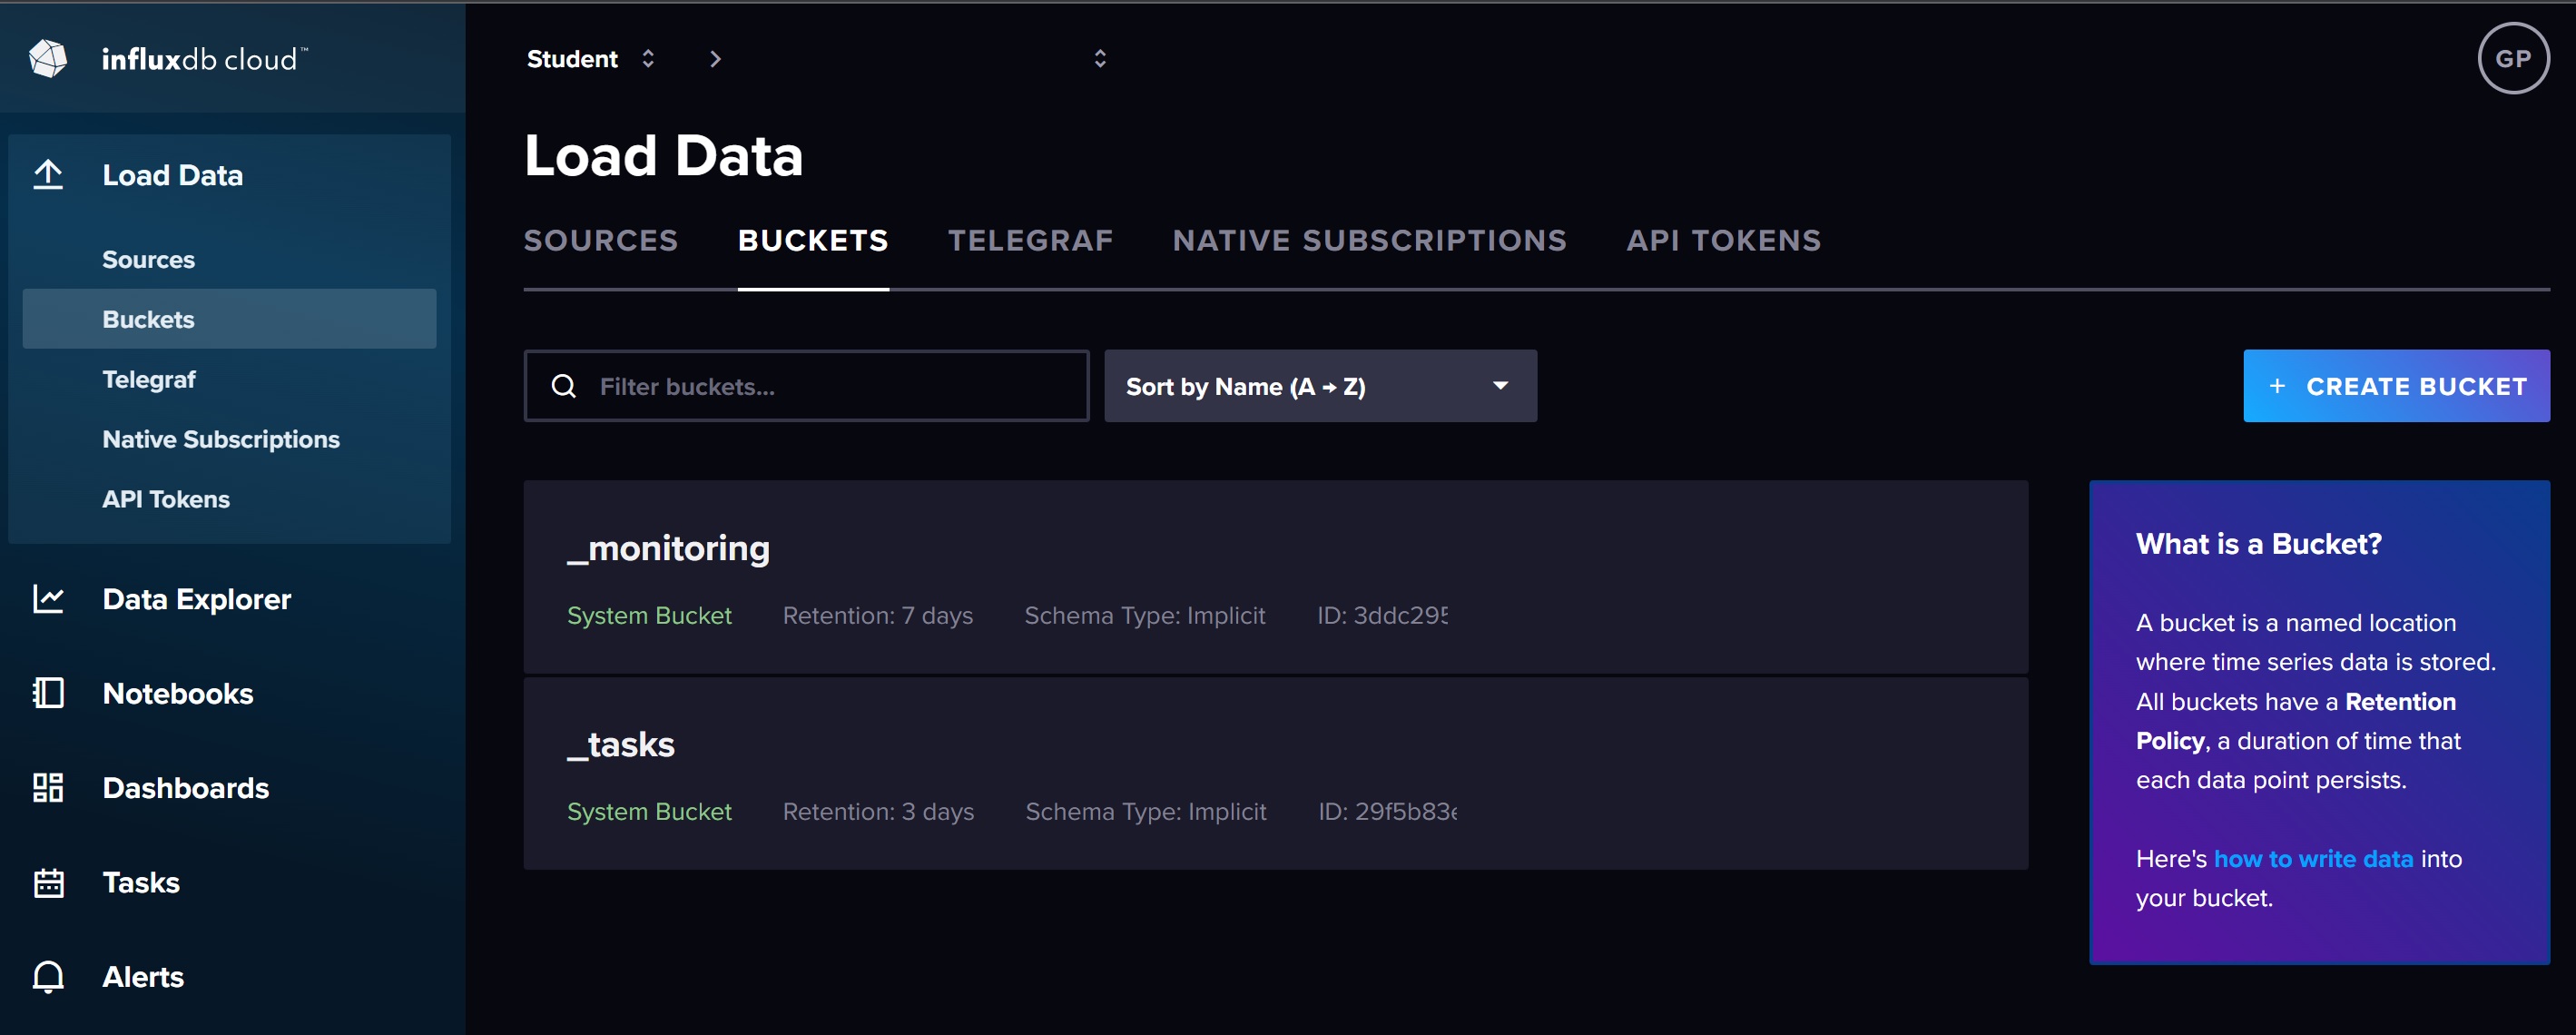 influxdb cloud™
Load Data
Sources
Buckets
Telegraf
Native Subscriptions
API Tokens
Data Explorer
Notebooks
Dashboards
Tasks
Alerts
Student
GP
Load Data
SOURCES BUCKETS TELEGRAF NATIVE SUBSCRIPTIONS API TOKENS
Filter buckets... Sort by Name (A → Z) + CREATE BUCKET
_monitoring
System Bucket Retention: 7 days Schema Type: Implicit ID: 3ddc295
_tasks
System Bucket Retention: 3 days Schema Type: Implicit ID: 29f5b83e
What is a Bucket?
A bucket is a named location
where time series data is stored.
All buckets have a Retention
Policy, a duration of time that
each data point persists.
Here's how to write data into
your bucket.